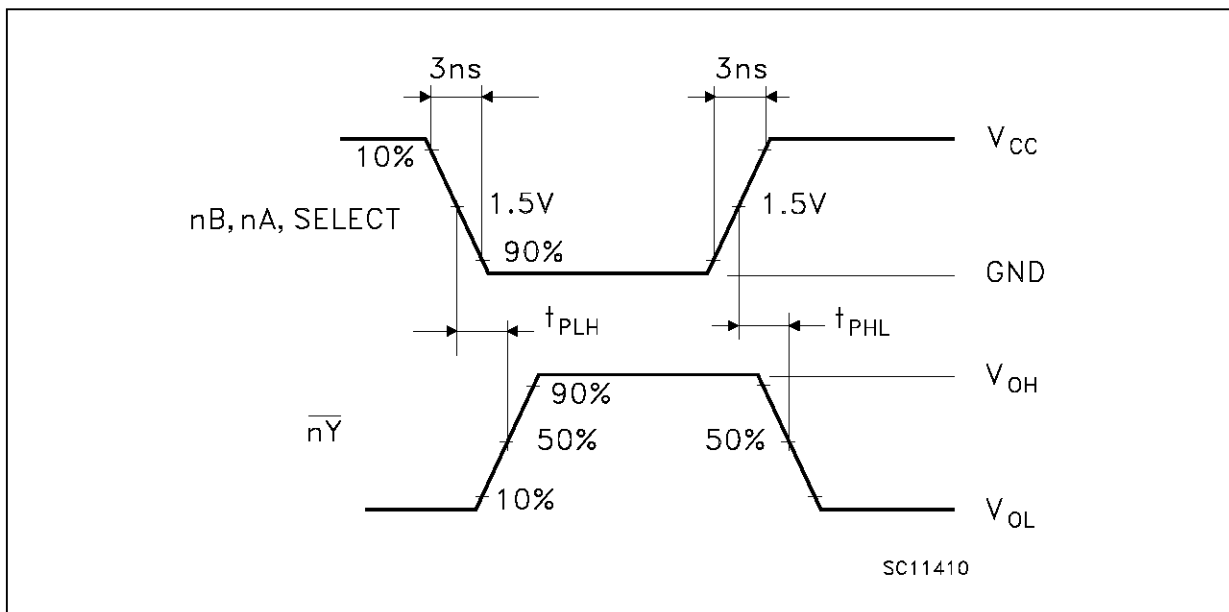 3ns 3ns
V_CC
10%
nB, nA, SELECT 1.5V 1.5V
90%
GND
t_PLH t_PHL
V_OH
90%
n̅Y̅ 50% 50%
10%
V_OL
SC11410